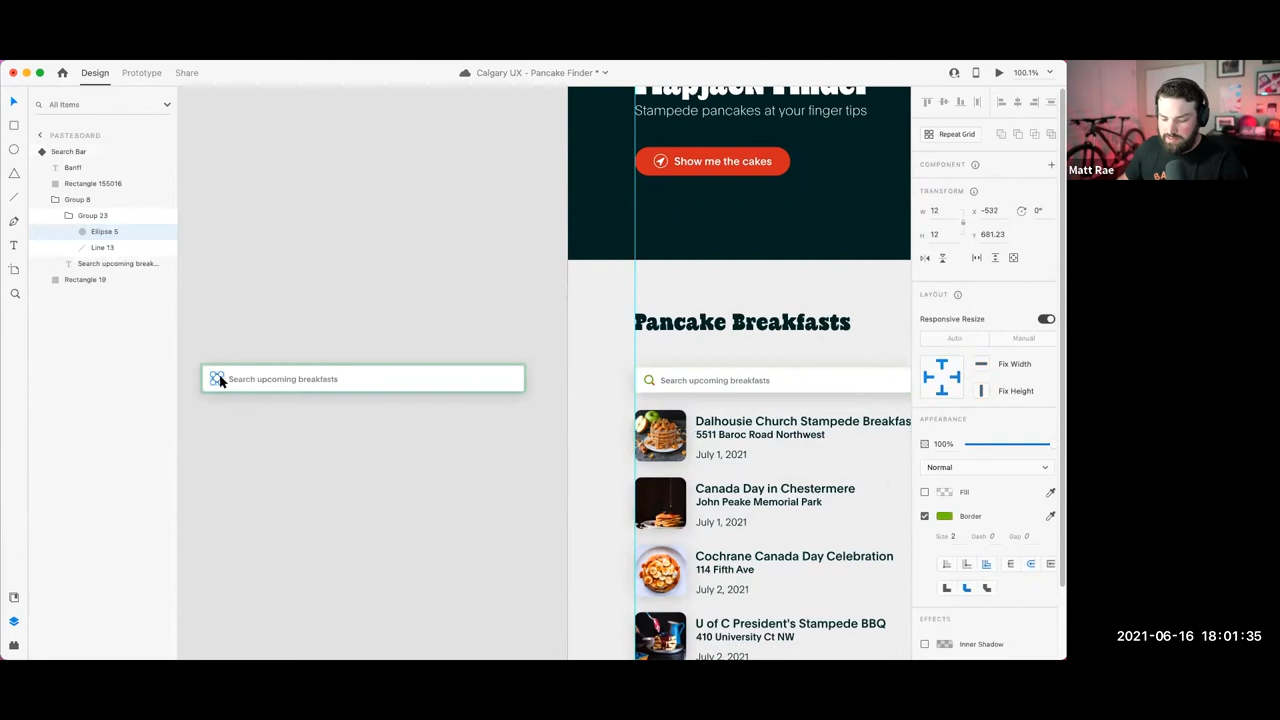 Design
Prototype
Share
Calgary UX - Pancake Finder *
100.1%
All Items
PASTEBOARD
Search Bar
Banff
Rectangle 155016
Group 8
Group 23
Ellipse 5
Line 13
Search upcoming break...
Rectangle 19
Search upcoming breakfasts
Flapjack Finder
Stampede pancakes at your finger tips
Show me the cakes
Pancake Breakfasts
Search upcoming breakfasts
Dalhousie Church Stampede Breakfas
5511 Baroc Road Northwest
July 1, 2021
Canada Day in Chestermere
John Peake Memorial Park
July 1, 2021
Cochrane Canada Day Celebration
114 Fifth Ave
July 2, 2021
U of C President's Stampede BBQ
410 University Ct NW
July 2, 2021
Repeat Grid
COMPONENT
TRANSFORM
W 12 X -532 0°
H 12 Y 681.23
LAYOUT
Responsive Resize
Auto Manual
Fix Width
Fix Height
APPEARANCE
100%
Normal
Fill
Border
Size 2 Dash 0 Gap 0
EFFECTS
Inner Shadow
Matt Rae
2021-06-16 18:01:35